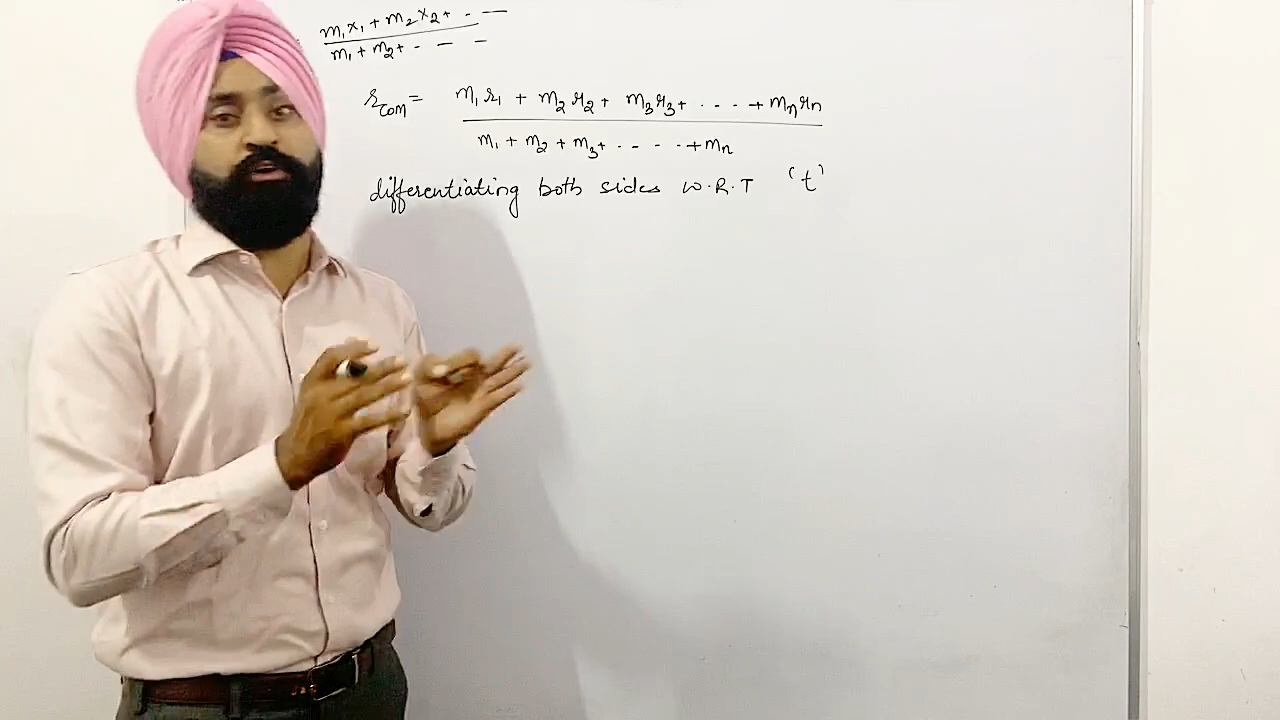 m₁x₁ + m₂x₂ + . — —
m₁ + m₂ + - — -
r_com = m₁r₁ + m₂r₂ + m₃r₃ + . . . . + mₙrₙ
m₁ + m₂ + m₃ + . - . . . + mₙ
differentiating both sides W.R.T 't'